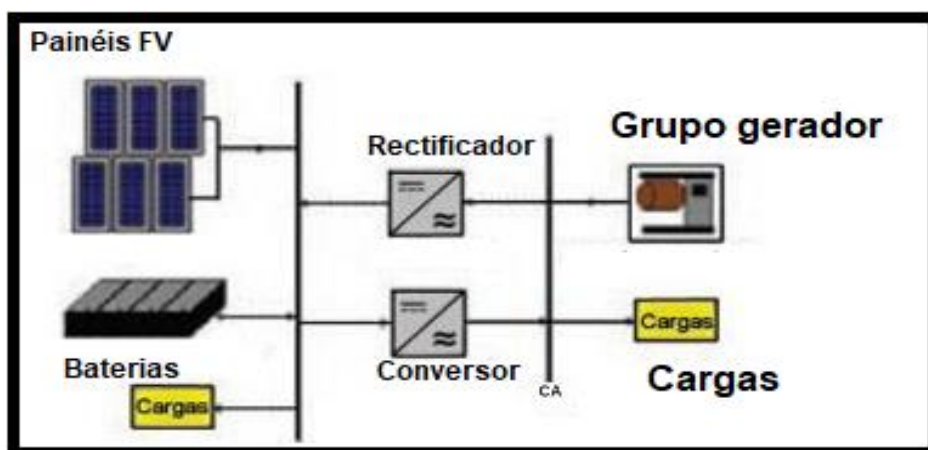 Painéis FV
Grupo gerador
Rectificador
Cargas
Baterias
Conversor
CA
Cargas
Cargas